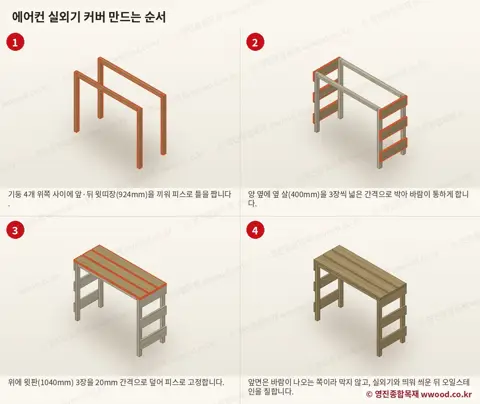 에어컨 실외기 커버 만드는 순서
1
2
기둥 4개 위쪽 사이에 앞·뒤 윗띠장(924mm)을 끼워 피스로 틀을 짭니다
.
양 옆에 옆 살(400mm)을 3장씩 넓은 간격으로 박아 바람이 통하게 합니
다.
3
4
위에 윗판(1040mm) 3장을 20mm 간격으로 덮어 피스로 고정합니다.
앞면은 바람이 나오는 쪽이라 막지 않고, 실외기와 띄워 씌운 뒤 오일스테
인을 칠합니다.
© 영진종합목재 wwood.co.kr